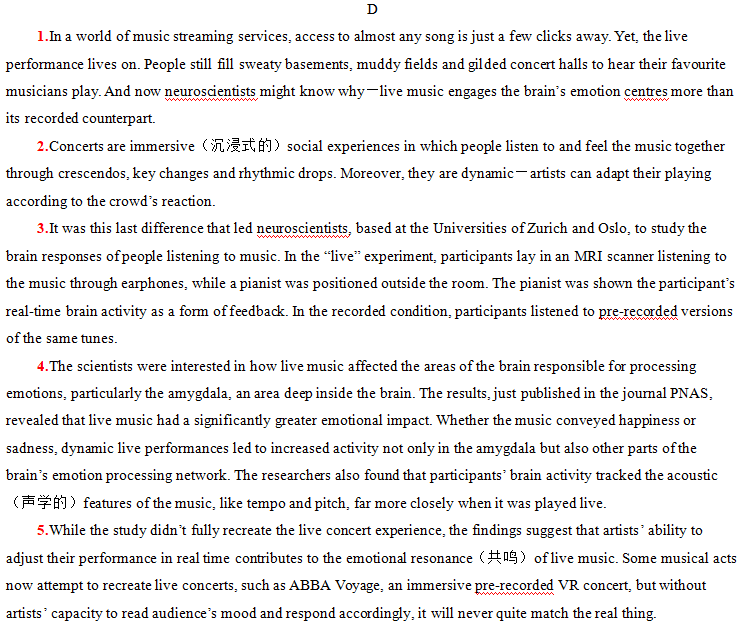 D
1.In a world of music streaming services, access to almost any song is just a few clicks away. Yet, the live
performance lives on. People still fill sweaty basements, muddy fields and gilded concert halls to hear their favourite
musicians play. And now neuroscientists might know why—live music engages the brain's emotion centres more than
its recorded counterpart.
2.Concerts are immersive（沉浸式的）social experiences in which people listen to and feel the music together
through crescendos, key changes and rhythmic drops. Moreover, they are dynamic—artists can adapt their playing
according to the crowd's reaction.
3.It was this last difference that led neuroscientists, based at the Universities of Zurich and Oslo, to study the
brain responses of people listening to music. In the “live” experiment, participants lay in an MRI scanner listening to
the music through earphones, while a pianist was positioned outside the room. The pianist was shown the participant's
real-time brain activity as a form of feedback. In the recorded condition, participants listened to pre-recorded versions
of the same tunes.
4.The scientists were interested in how live music affected the areas of the brain responsible for processing
emotions, particularly the amygdala, an area deep inside the brain. The results, just published in the journal PNAS,
revealed that live music had a significantly greater emotional impact. Whether the music conveyed happiness or
sadness, dynamic live performances led to increased activity not only in the amygdala but also other parts of the
brain's emotion processing network. The researchers also found that participants' brain activity tracked the acoustic
（声学的）features of the music, like tempo and pitch, far more closely when it was played live.
5.While the study didn't fully recreate the live concert experience, the findings suggest that artists' ability to
adjust their performance in real time contributes to the emotional resonance（共鸣）of live music. Some musical acts
now attempt to recreate live concerts, such as ABBA Voyage, an immersive pre-recorded VR concert, but without
artists' capacity to read audience's mood and respond accordingly, it will never quite match the real thing.